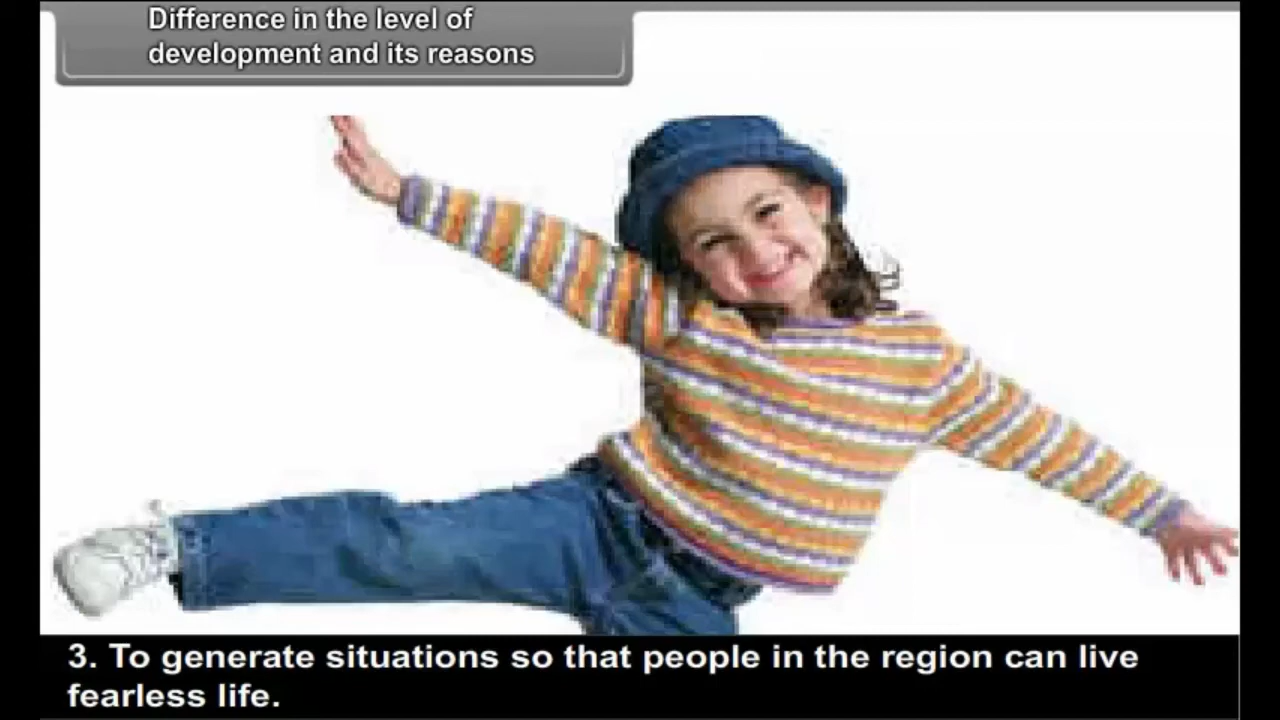 Difference in the level of
development and its reasons
3. To generate situations so that people in the region can live
fearless life.